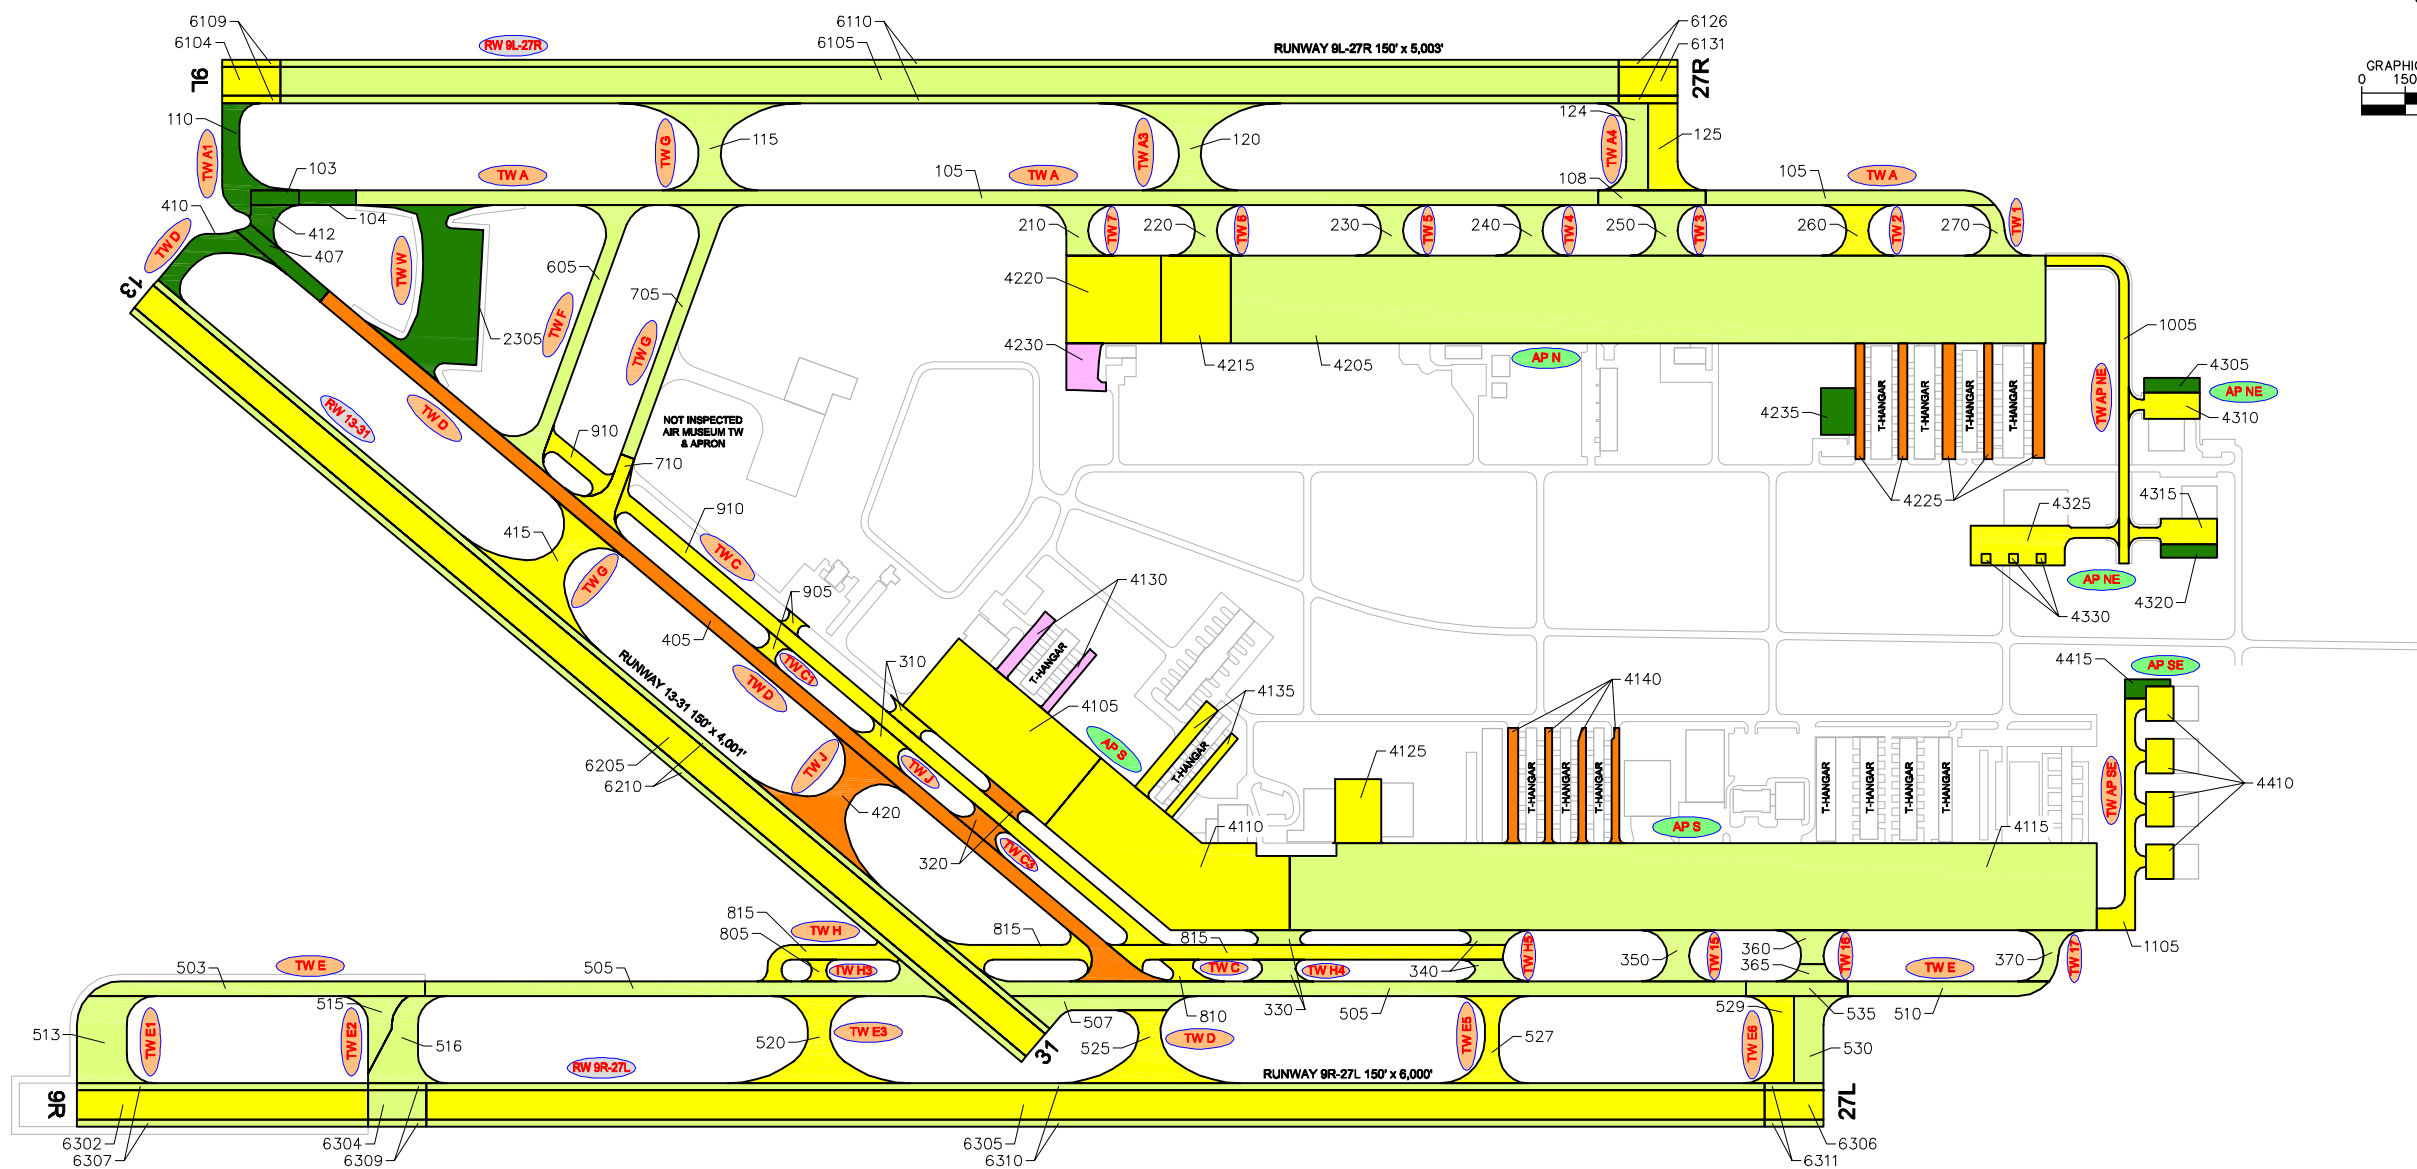 6109
6110
6126
6104
RW 9L-27R
6105
RUNWAY 9L-27R 150' x 5,003'
6131
GRAPHIC
0 150
9L
27R
110
TW A1
TW G
115
TW A3
120
124
TW A4
125
103
TW A
105
TW A
108
105
TW A
410
104
412
407
TW D
TW W
210
TW 7
220
TW 6
230
TW 5
240
TW 4
250
TW 3
260
TW 2
270
TW 1
13
605
705
4220
TW F
TW G
2305
4230
4215
4205
AP N
1005
4305
AP NE
4310
TW AP NE
4235
T-HANGAR
T-HANGAR
T-HANGAR
T-HANGAR
RW 13-31
TW D
NOT INSPECTED
AIR MUSEUM TW
& APRON
910
710
4225
4325
4315
910
415
TW C
TW G
AP NE
4320
4330
905
4130
405
TW C1
T-HANGAR
310
RUNWAY 13-31 150' x 4,001'
TW D
4135
4105
AP S
4140
4415
AP SE
6205
6210
TW J
TW J
T-HANGAR
4125
T-HANGAR
T-HANGAR
T-HANGAR
T-HANGAR
T-HANGAR
T-HANGAR
T-HANGAR
TW AP SE
4410
420
320
TW C3
4110
AP S
4115
815
TW H
805
815
815
TW H5
350
TW 15
360
365
TW 16
370
TW 17
1105
503
TW E
505
TW H3
TW C
TW H4
340
TW E
330
505
529
535
510
513
TW E1
515
TW E2
516
520
TW E3
507
810
525
TW D
TW E5
527
TW E6
530
31
RW 9R-27L
RUNWAY 9R-27L 150' x 6,000'
9R
27L
6302
6307
6304
6309
6305
6310
6306
6311